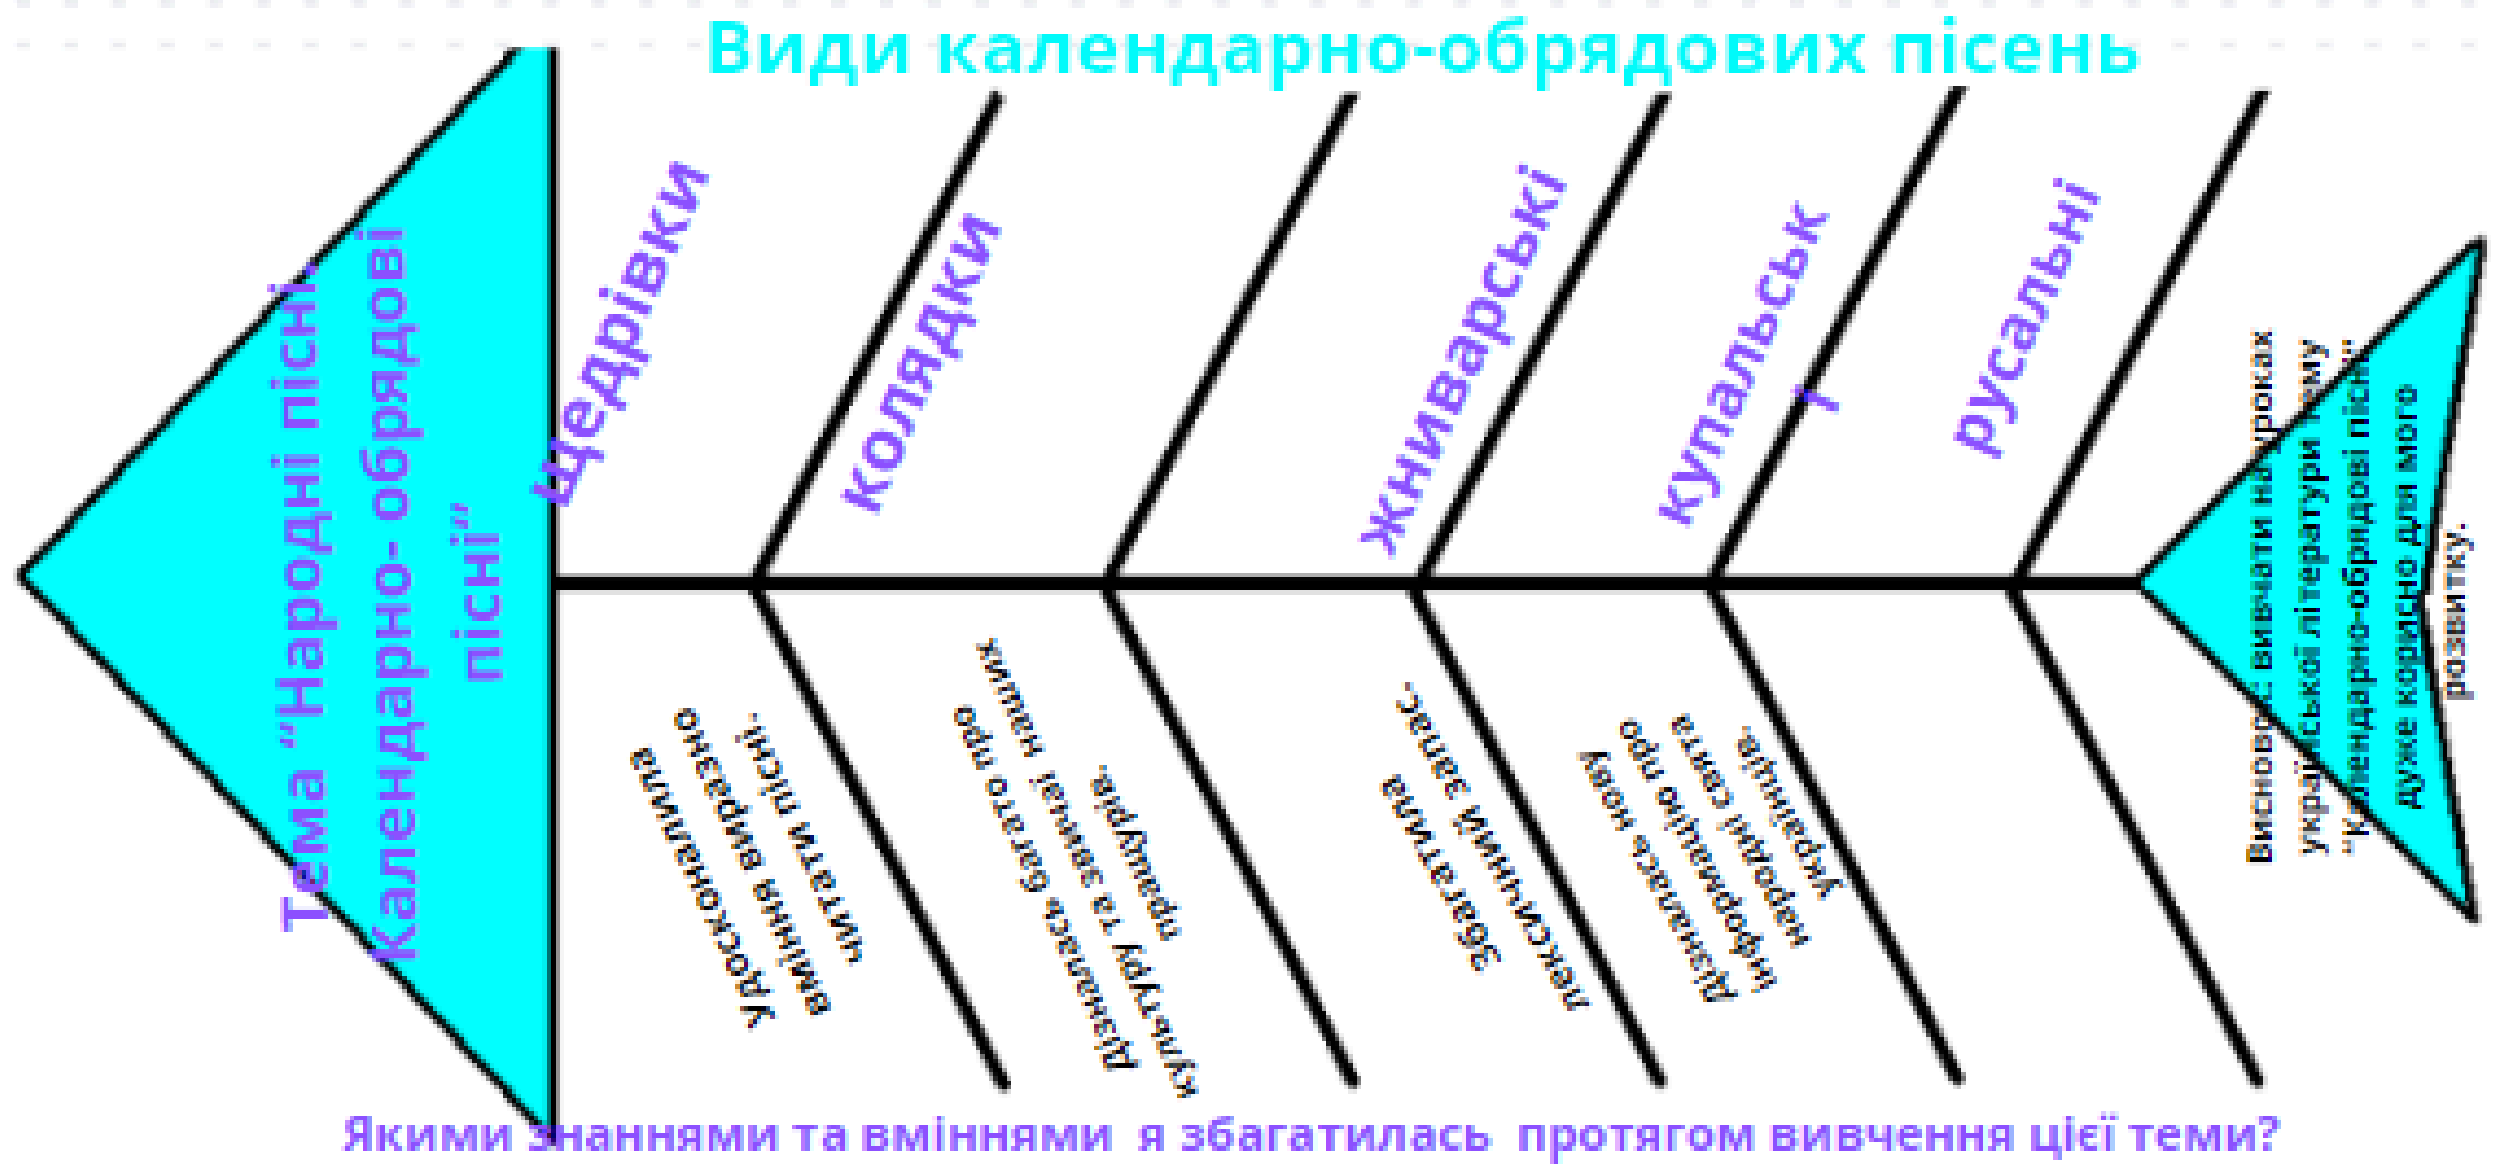 Види календарно-обрядових пісень
Тема “Народні пісні.
Календарно- обрядові
пісні”
щедрівки
колядки
жниварські
купальськ
і
русальні
Удосконалила
вміння виразно
читати пісні.
Дізналась багато про
культуру та звичаї наших
пращурів.
Збагатила
лексичний запас.
Дізналась нову
інформацію про
народні свята
українців.
Висновок: вивчати на уроках
української літератури тему
“Календарно-обрядові пісні”
дуже корисно для мого
розвитку.
Якими знаннями та вміннями я збагатилась протягом вивчення цієї теми?